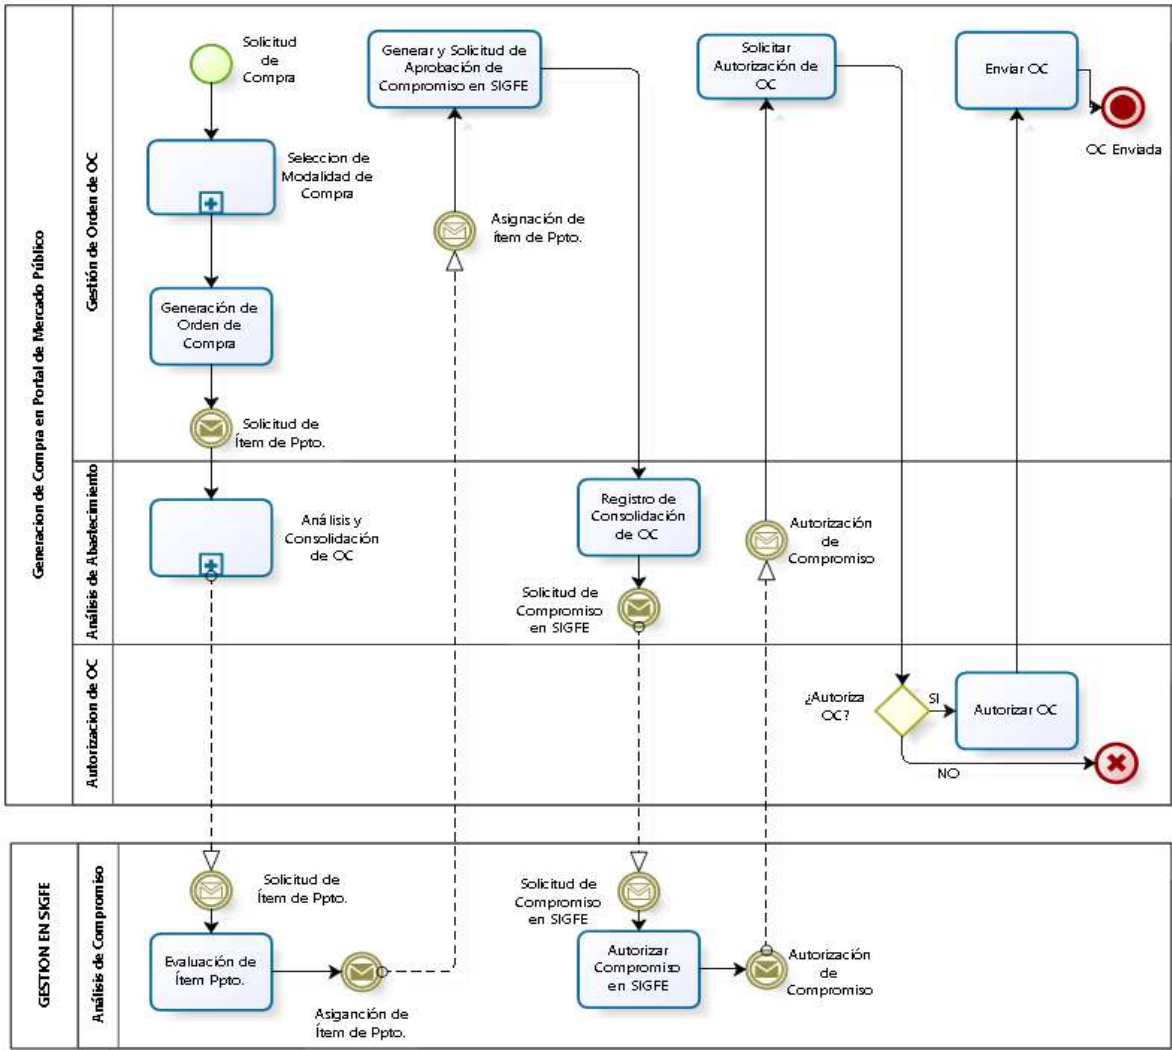 Generacion de Compra en Portal de Mercado Público
Gestión de Orden de OC
Solicitud
de
Compra
Seleccion de
Modalidad de
Compra
Generación de
Orden de
Compra
Solicitud de
Ítem de Ppto.
Generar y Solicitud de
Aprobación de
Compromiso en SIGFE
Asignación de
ítem de Ppto.
Solicitar
Autorización de
OC
Enviar OC
OC Enviada
Análisis de Abastecimiento
Análisis y
Consolidación
de OC
Registro de
Consolidación
de OC
Solicitud de
Compromiso
en SIGFE
Autorización
de
Compromiso
Autorizacion de OC
¿Autoriza
OC?
SI
Autorizar OC
NO
GESTION EN SIGFE
Análisis de Compromiso
Solicitud de
Ítem de Ppto.
Evaluación de
Ítem Ppto.
Asigancion de
Ítem de Ppto.
Solicitud de
Compromiso
en SIGFE
Autorizar
Compromiso
en SIGFE
Autorización
de
Compromiso